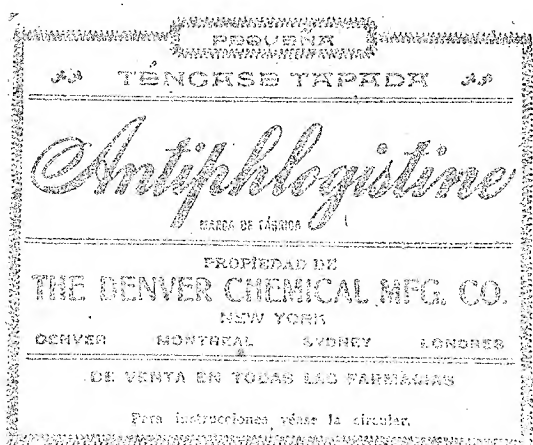 PEQUEÑA
TÉNGASE TAPADA
Antiphlogistine
MARCA DE FÁBRICA
PROPIEDAD DE
THE DENVER CHEMICAL MFG. CO.
NEW YORK
DENVER MONTREAL SYDNEY LONDRES
DE VENTA EN TODAS LAS FARMACIAS
Para instrucciones véase la circular.